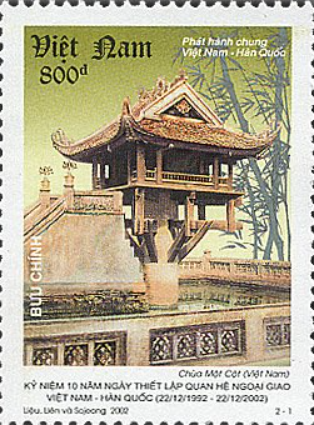 Việt Nam
800đ
Phát hành chung
Việt Nam - Hàn Quốc
BƯU CHÍNH
Chùa Một Cột (Việt Nam)
KỶ NIỆM 10 NĂM NGÀY THIẾT LẬP QUAN HỆ NGOẠI GIAO
VIỆT NAM - HÀN QUỐC (22/12/1992 - 22/12/2002)
Liệu, Liên và Sojeong, 2002
2 - 1